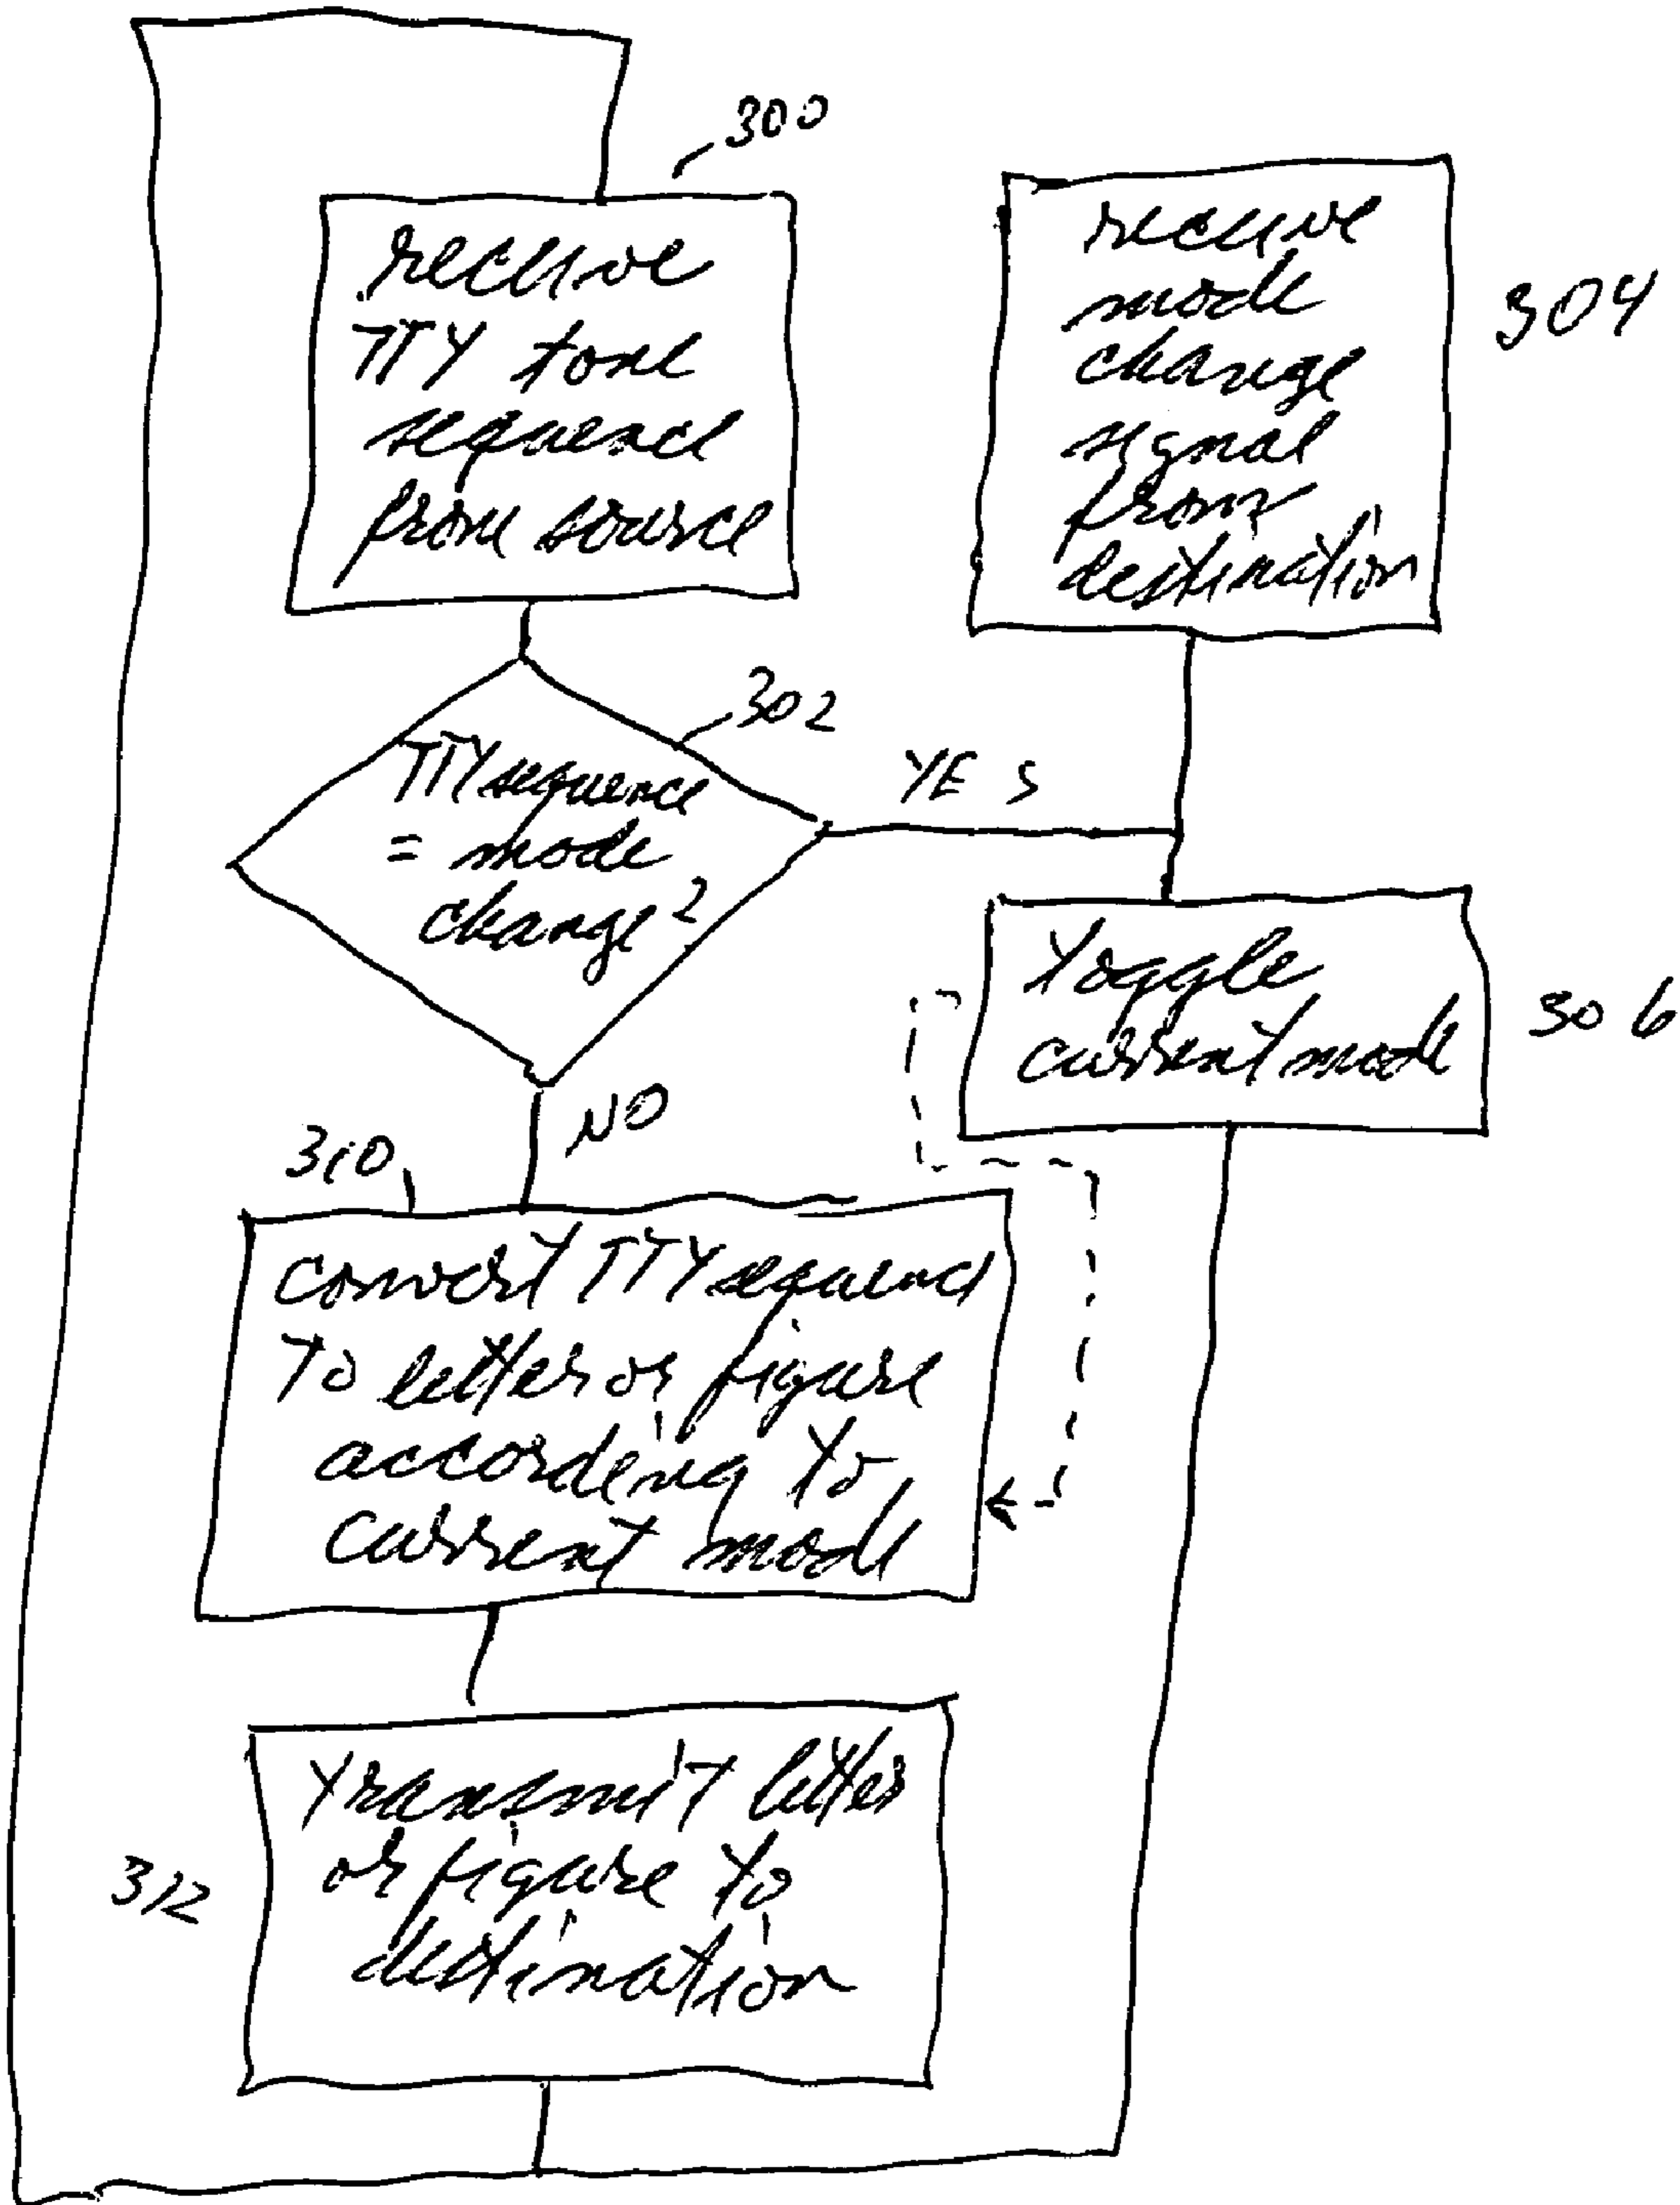 300
receive
TTY tone
sequence
from source
receive
mode
change
signal
from
destination
304
302
TTY sequence
= mode
change?
YES
toggle
current mode
306
NO
310
convert TTY sequence
to letter or figure
according to
current mode
transmit letter
or figure to
destination
312